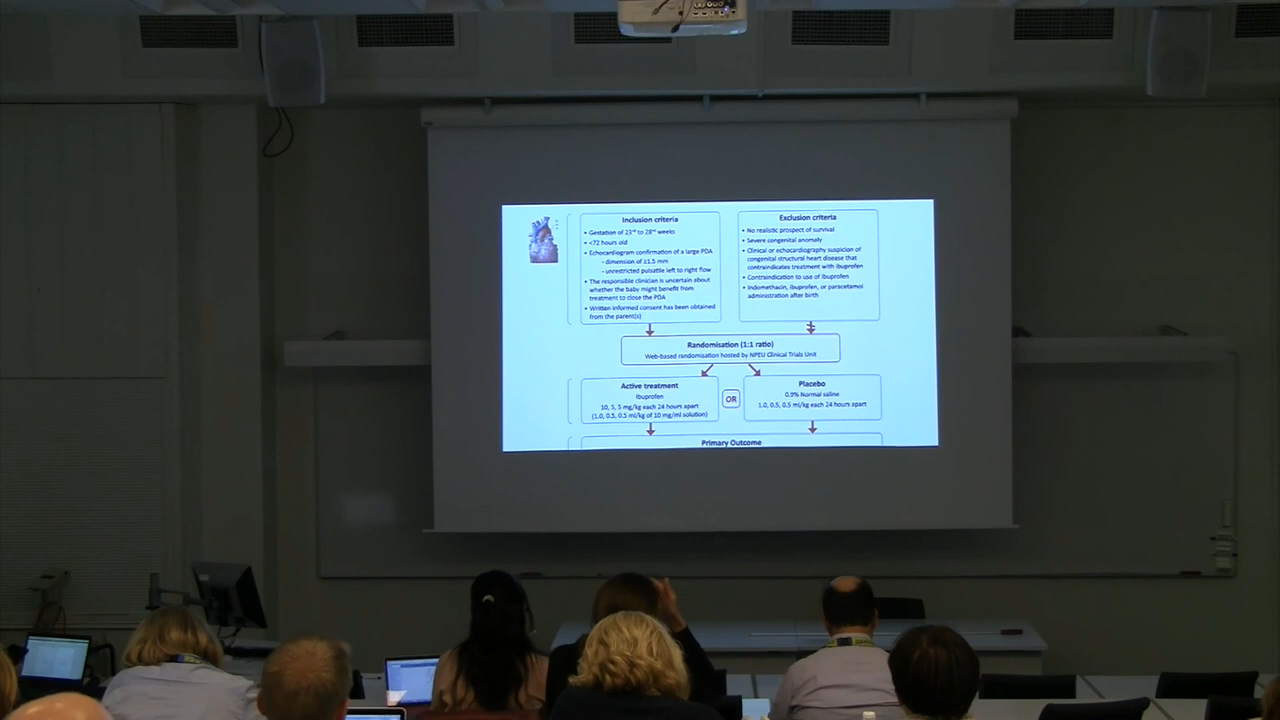 Inclusion criteria
• Gestation of 23rd to 28+6 weeks
• <72 hours old
• Echocardiogram confirmation of a large PDA
- dimension of ≥1.5 mm
- unrestricted pulsatile left to right flow
• The responsible clinician is uncertain about
whether the baby might benefit from
treatment to close the PDA
• Written informed consent has been obtained
from the parent(s)
Exclusion criteria
• No realistic prospect of survival
• Severe congenital anomaly
• Clinical or echocardiography suspicion of
congenital structural heart disease that
contraindicates treatment with ibuprofen
• Contraindication to use of ibuprofen
• Indomethacin, ibuprofen, or paracetamol
administration after birth
Randomisation (1:1 ratio)
Web-based randomisation hosted by NPEU Clinical Trials Unit
Active treatment
Ibuprofen
10, 5, 5 mg/kg each 24 hours apart
(1.0, 0.5, 0.5 ml/kg of 10 mg/ml solution)
OR
Placebo
0.9% Normal saline
1.0, 0.5, 0.5 ml/kg each 24 hours apart
Primary Outcome